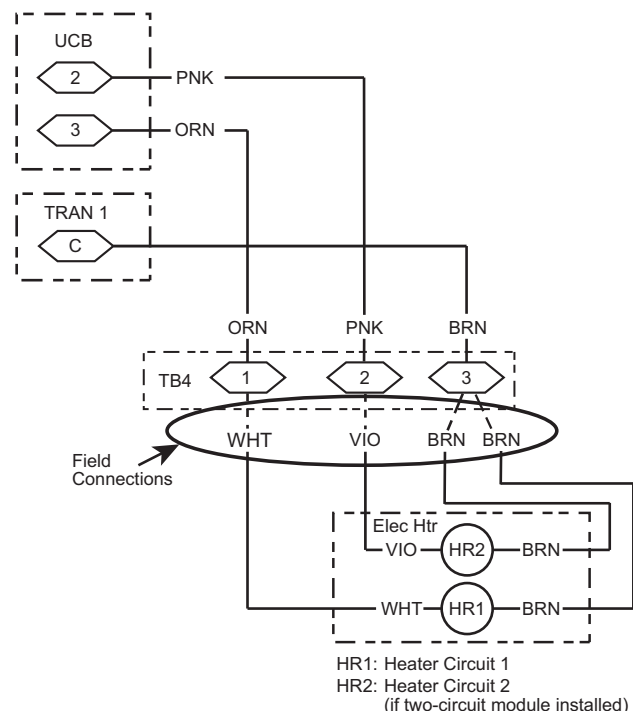 UCB
2 PNK
3 ORN
TRAN 1
C
ORN PNK BRN
TB4 1 2 3
WHT VIO BRN BRN
Field
Connections
Elec Htr
VIO HR2 BRN
WHT HR1 BRN
HR1: Heater Circuit 1
HR2: Heater Circuit 2
(if two-circuit module installed)